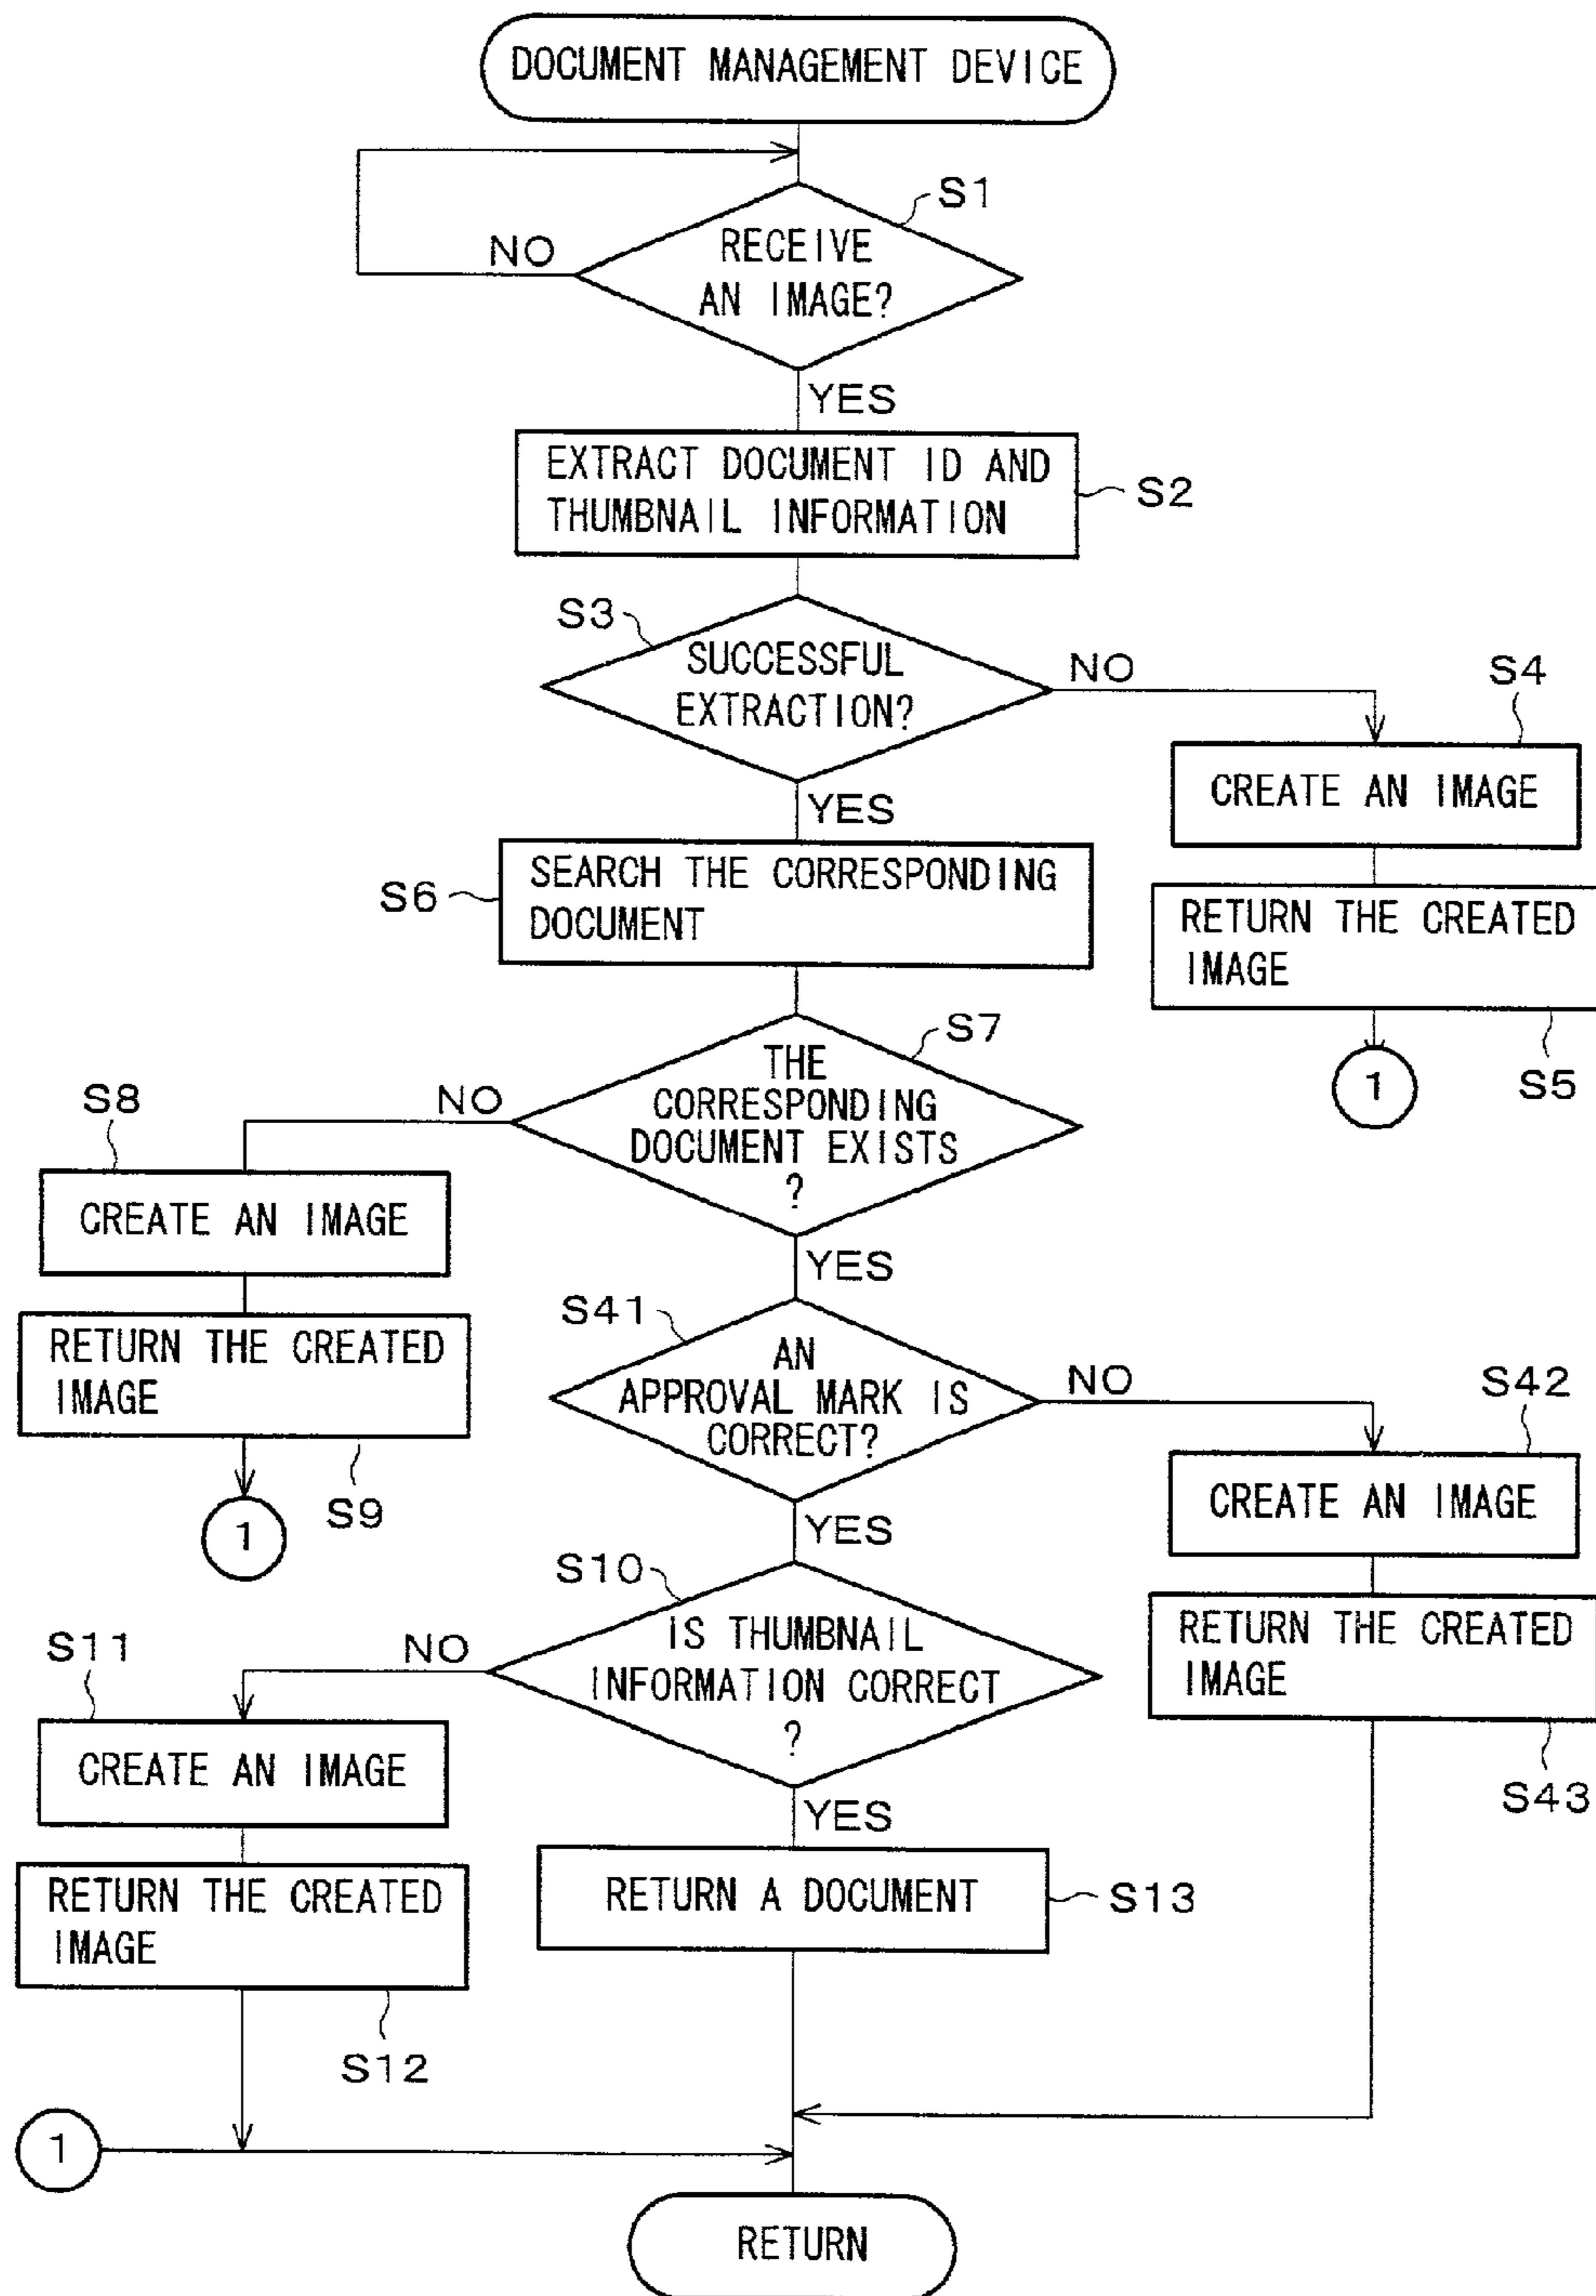 DOCUMENT MANAGEMENT DEVICE
S1
NO
RECEIVE
AN IMAGE?
YES
EXTRACT DOCUMENT ID AND
THUMBNAIL INFORMATION
S2
S3
SUCCESSFUL
EXTRACTION?
NO
S4
CREATE AN IMAGE
YES
S6
SEARCH THE CORRESPONDING
DOCUMENT
RETURN THE CREATED
IMAGE
S5
1
S7
THE
CORRESPONDING
DOCUMENT EXISTS
?
NO
S8
CREATE AN IMAGE
RETURN THE CREATED
IMAGE
S9
1
YES
S41
AN
APPROVAL MARK IS
CORRECT?
NO
S42
CREATE AN IMAGE
RETURN THE CREATED
IMAGE
S43
YES
S10
IS THUMBNAIL
INFORMATION CORRECT
?
NO
S11
CREATE AN IMAGE
RETURN THE CREATED
IMAGE
S12
YES
RETURN A DOCUMENT
S13
1
RETURN